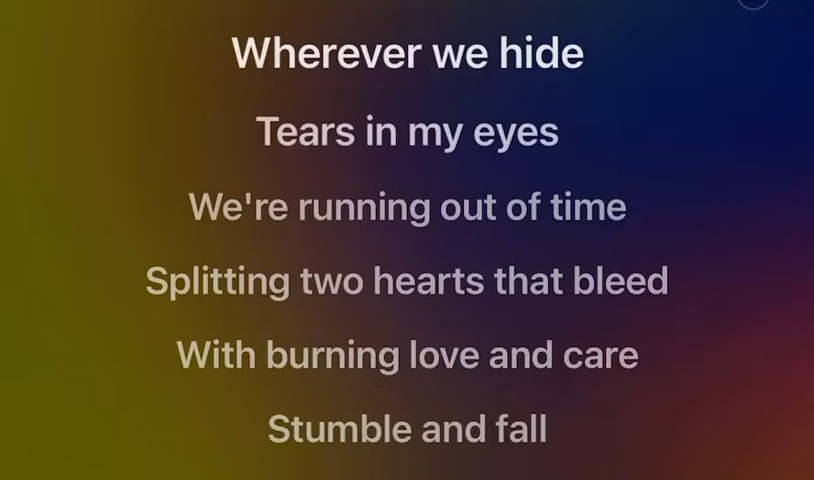 Wherever we hide
Tears in my eyes
We're running out of time
Splitting two hearts that bleed
With burning love and care
Stumble and fall